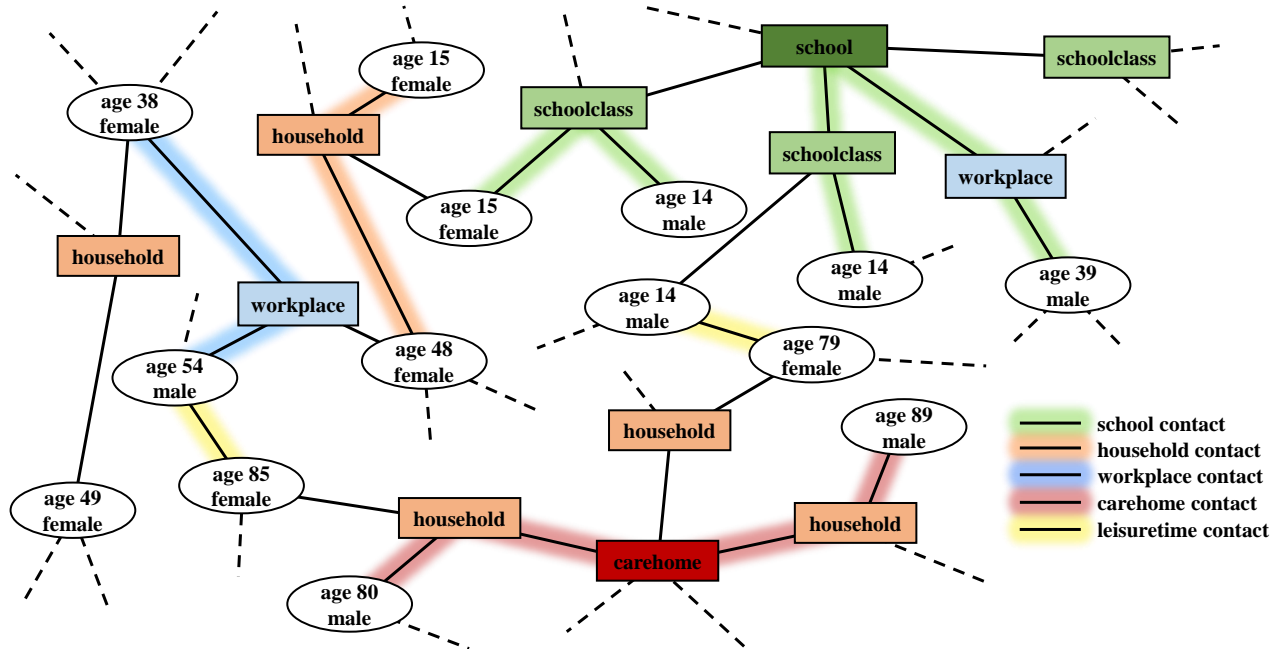 school
schoolclass
age 15
female
age 38
female
schoolclass
household
schoolclass
workplace
age 15
female
age 14
male
household
age 14
male
age 39
male
workplace
age 14
male
age 48
female
age 79
female
age 54
male
household
age 89
male
school contact
household contact
workplace contact
carehome contact
leisuretime contact
age 85
female
age 49
female
household
household
carehome
age 80
male